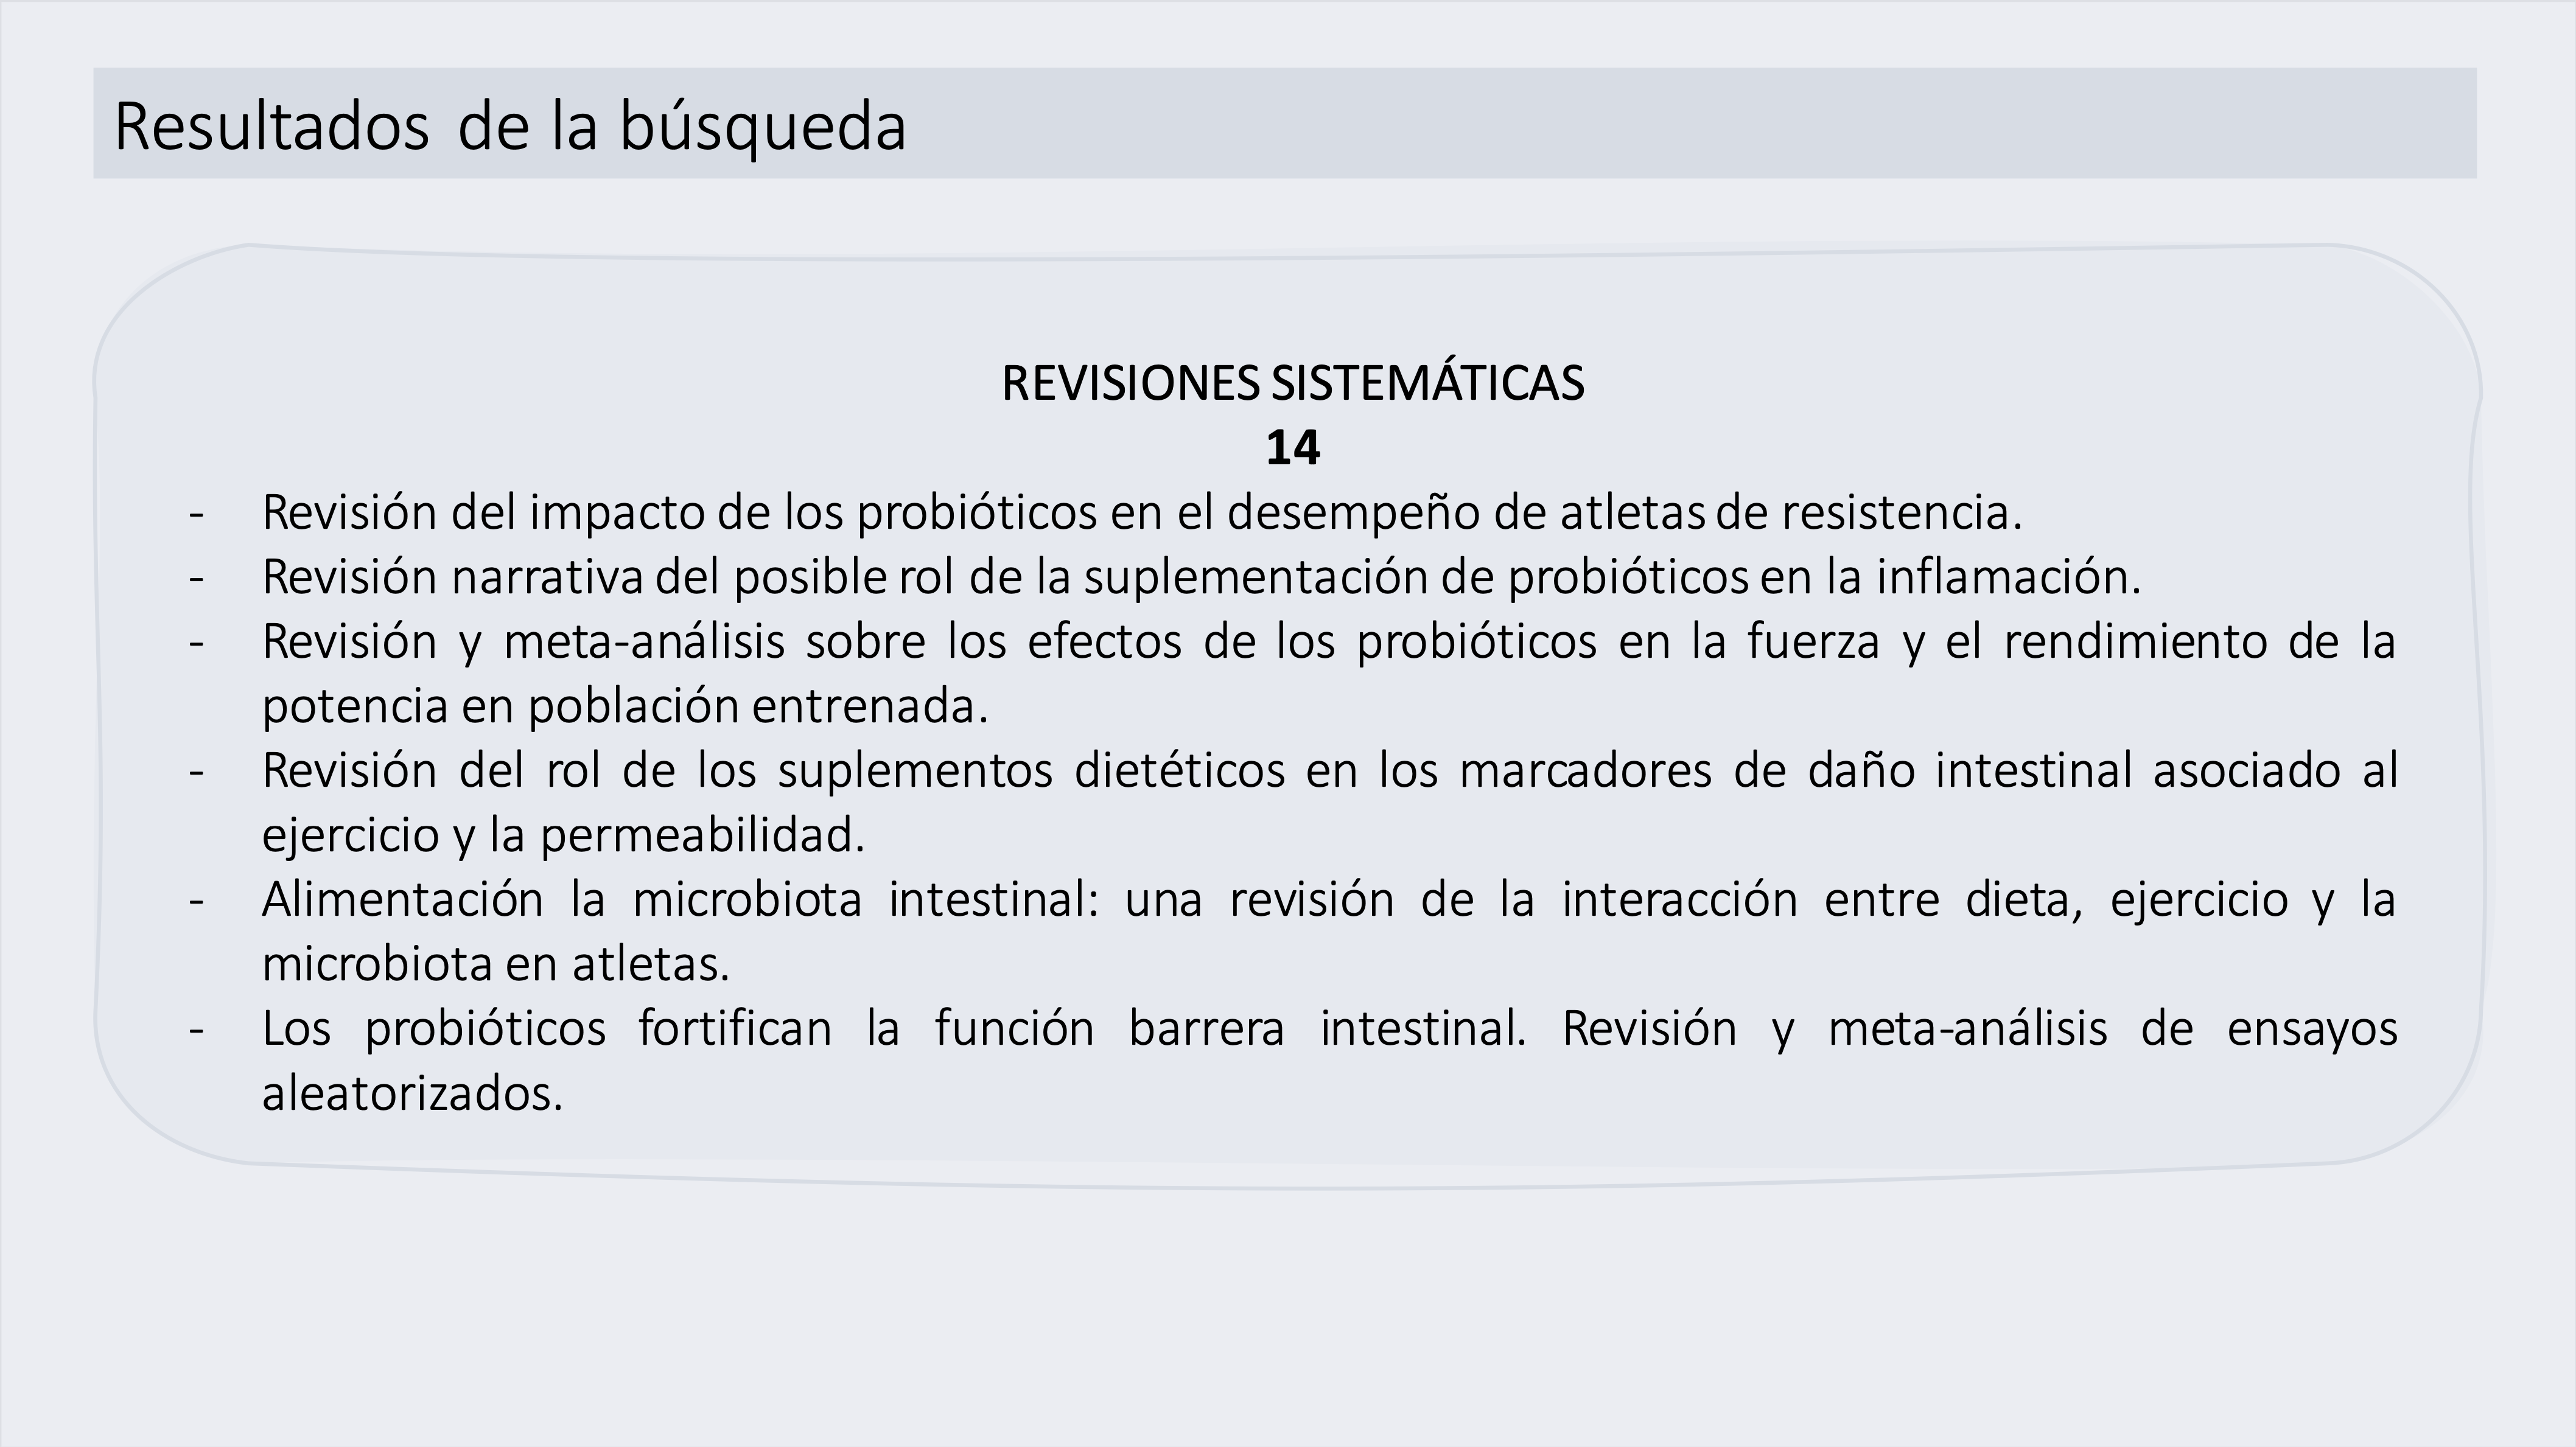 Resultados de la búsqueda
REVISIONES SISTEMÁTICAS
14
- Revisión del impacto de los probióticos en el desempeño de atletas de resistencia.
- Revisión narrativa del posible rol de la suplementación de probióticos en la inflamación.
- Revisión y meta-análisis sobre los efectos de los probióticos en la fuerza y el rendimiento de la
potencia en población entrenada.
- Revisión del rol de los suplementos dietéticos en los marcadores de daño intestinal asociado al
ejercicio y la permeabilidad.
- Alimentación la microbiota intestinal: una revisión de la interacción entre dieta, ejercicio y la
microbiota en atletas.
- Los probióticos fortifican la función barrera intestinal. Revisión y meta-análisis de ensayos
aleatorizados.